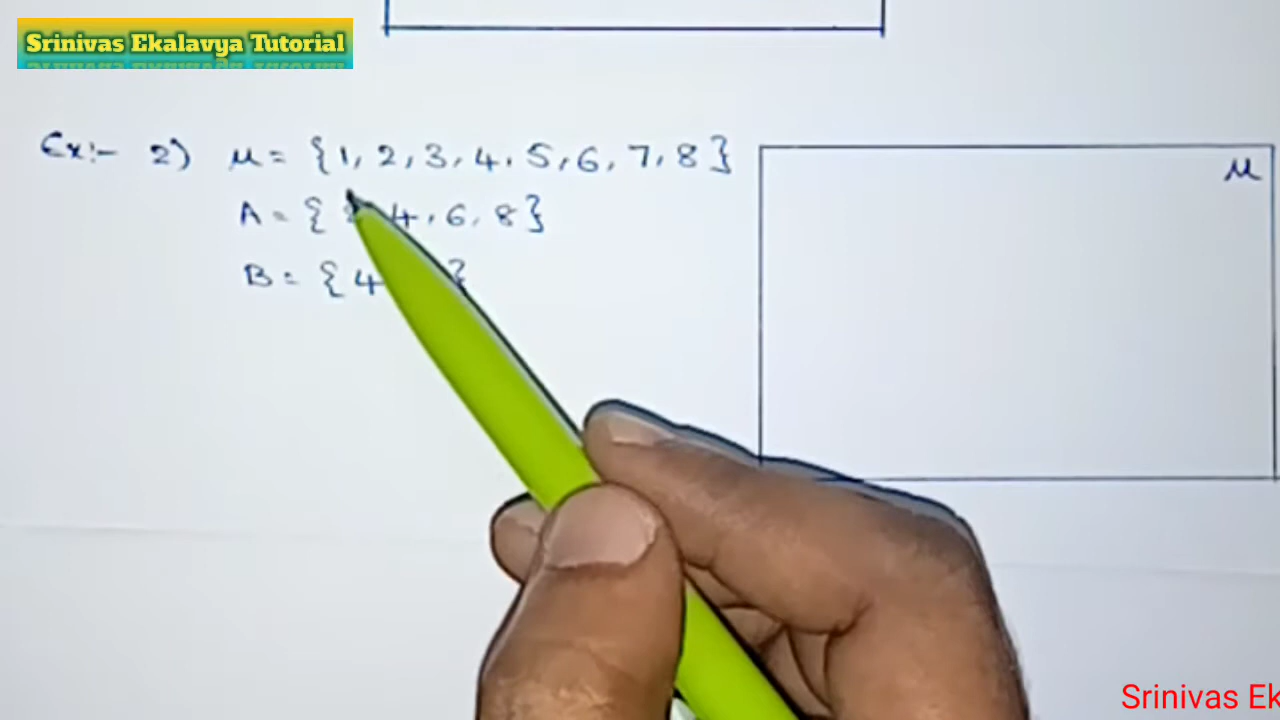 Srinivas Ekalavya Tutorial
Ex:- 2) μ = {1, 2, 3, 4, 5, 6, 7, 8}
μ
A = { 4, 6, 8}
B = {4 }
Srinivas Ek